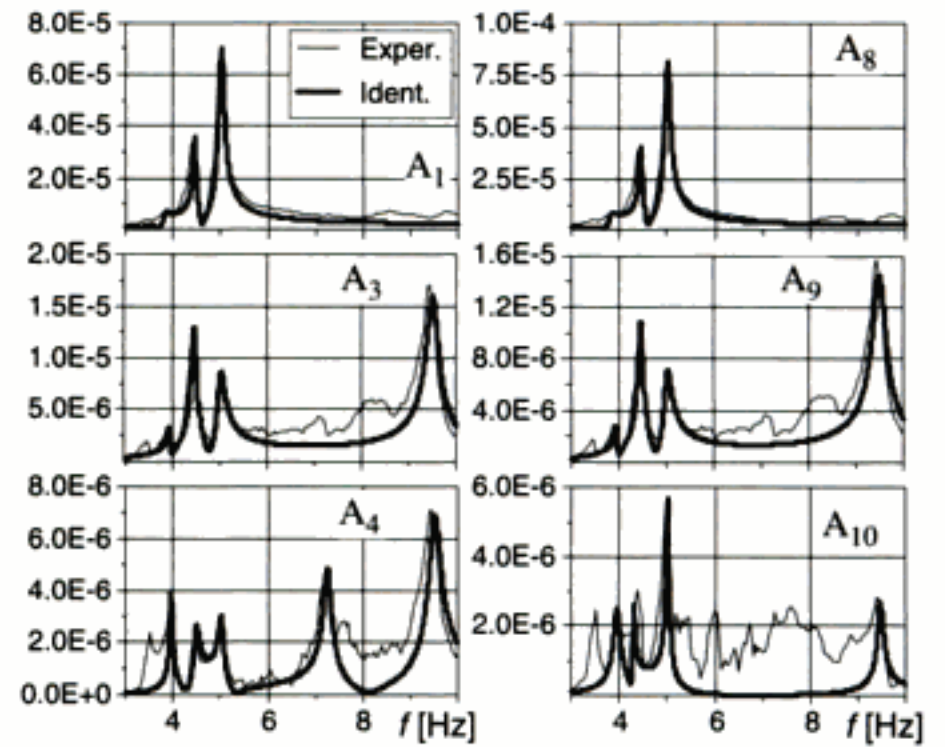 8.0E-5
6.0E-5
4.0E-5
2.0E-5
Exper.
Ident.
A1
1.0E-4
7.5E-5
5.0E-5
2.5E-5
A8
2.0E-5
1.5E-5
1.0E-5
5.0E-6
A3
1.6E-5
1.2E-5
8.0E-6
4.0E-6
A9
8.0E-6
6.0E-6
4.0E-6
2.0E-6
0.0E+0
A4
4 6 8 f [Hz]
6.0E-6
4.0E-6
2.0E-6
A10
4 6 8 f [Hz]